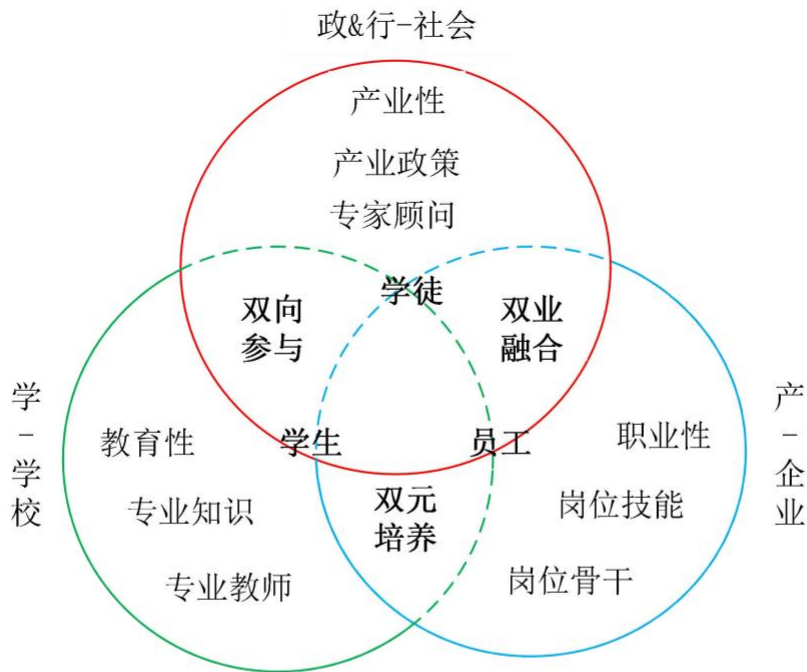 政&行-社会
产业性
产业政策
专家顾问
学徒
双向
参与
双业
融合
学
-
学
校
产
-
企
业
教育性
学生
员工
职业性
专业知识
双元
培养
岗位技能
专业教师
岗位骨干